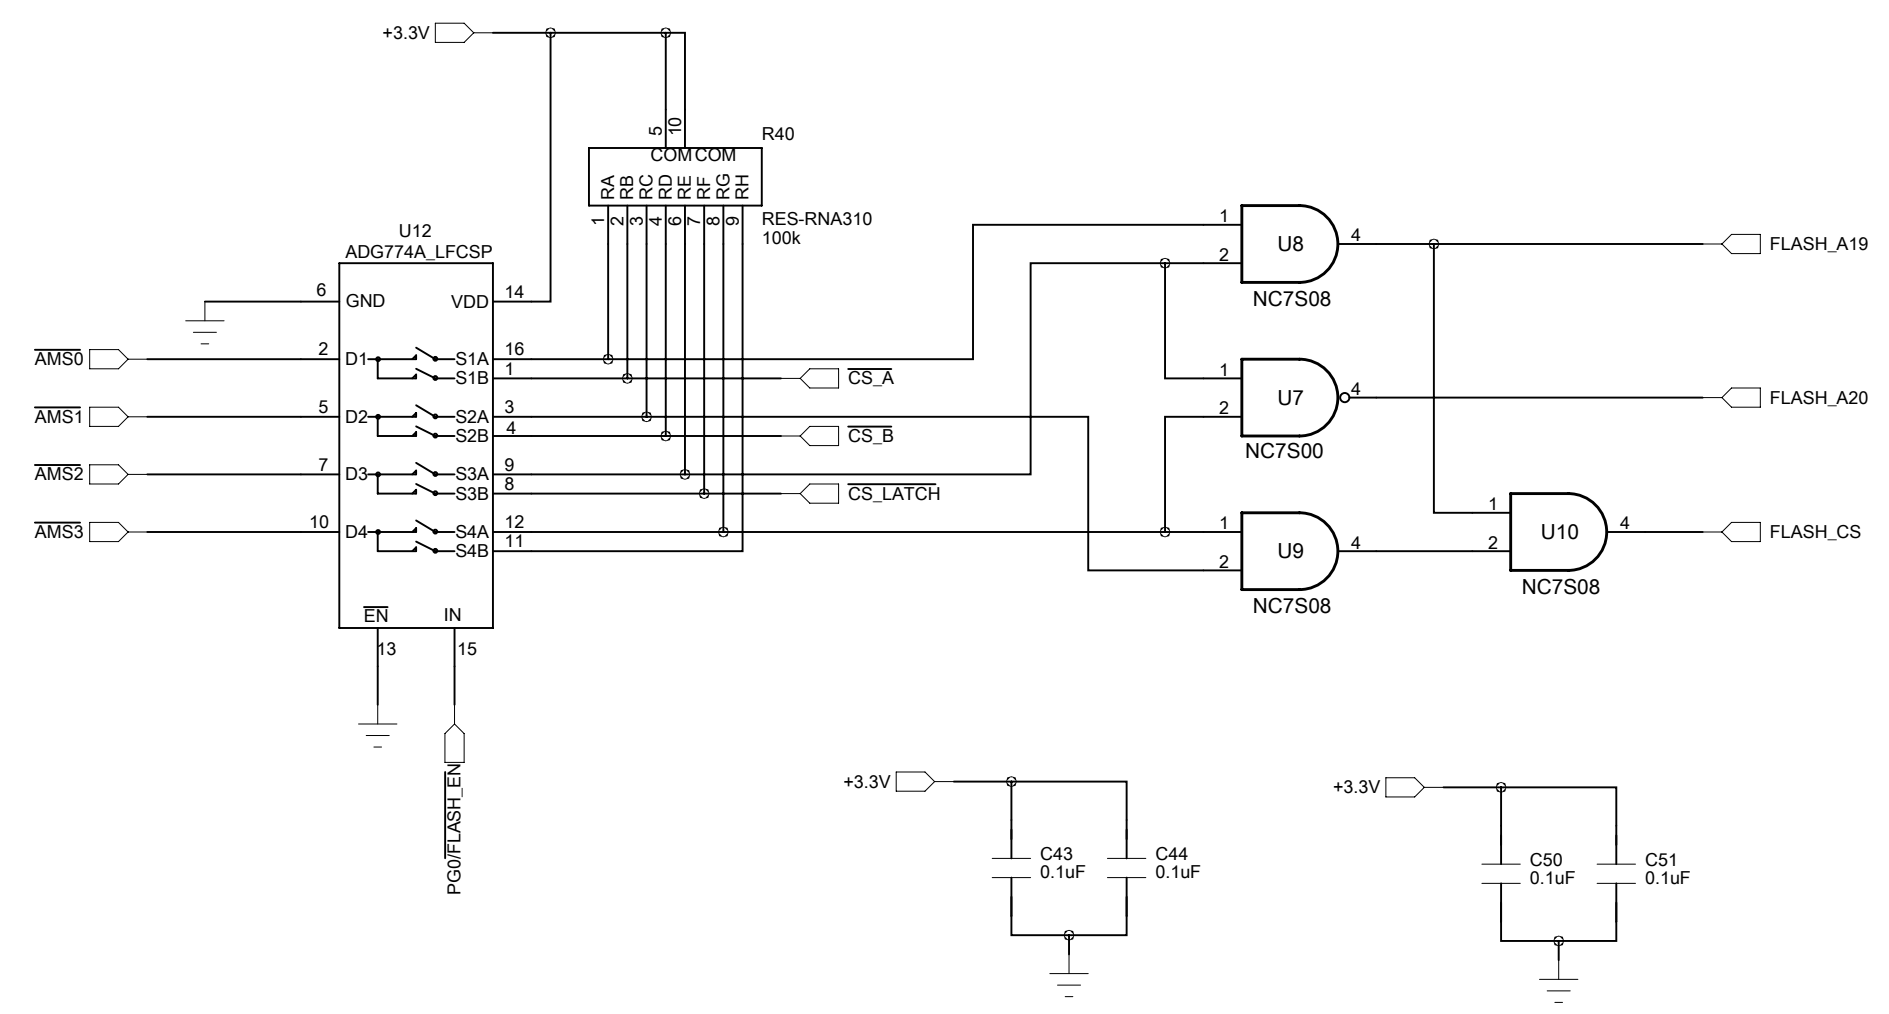 +3.3V
5
10
R40
COM COM
RA
RB
RC
RD
RE
RF
RG
RH
1
2
3
4
6
7
8
9
RES-RNA310
100k
U12
ADG774A_LFCSP
6
GND
VDD
14
AMS0
2
D1
S1A
16
S1B
1
CS_A
AMS1
5
D2
S2A
3
S2B
4
CS_B
AMS2
7
D3
S3A
9
S3B
8
CS_LATCH
AMS3
10
D4
S4A
12
S4B
11
EN
IN
13
15
PG0/FLASH_EN
1
2
U8
4
NC7S08
FLASH_A19
1
2
U7
4
NC7S00
FLASH_A20
1
2
U9
4
NC7S08
1
2
U10
4
NC7S08
FLASH_CS
+3.3V
C43
0.1uF
C44
0.1uF
+3.3V
C50
0.1uF
C51
0.1uF